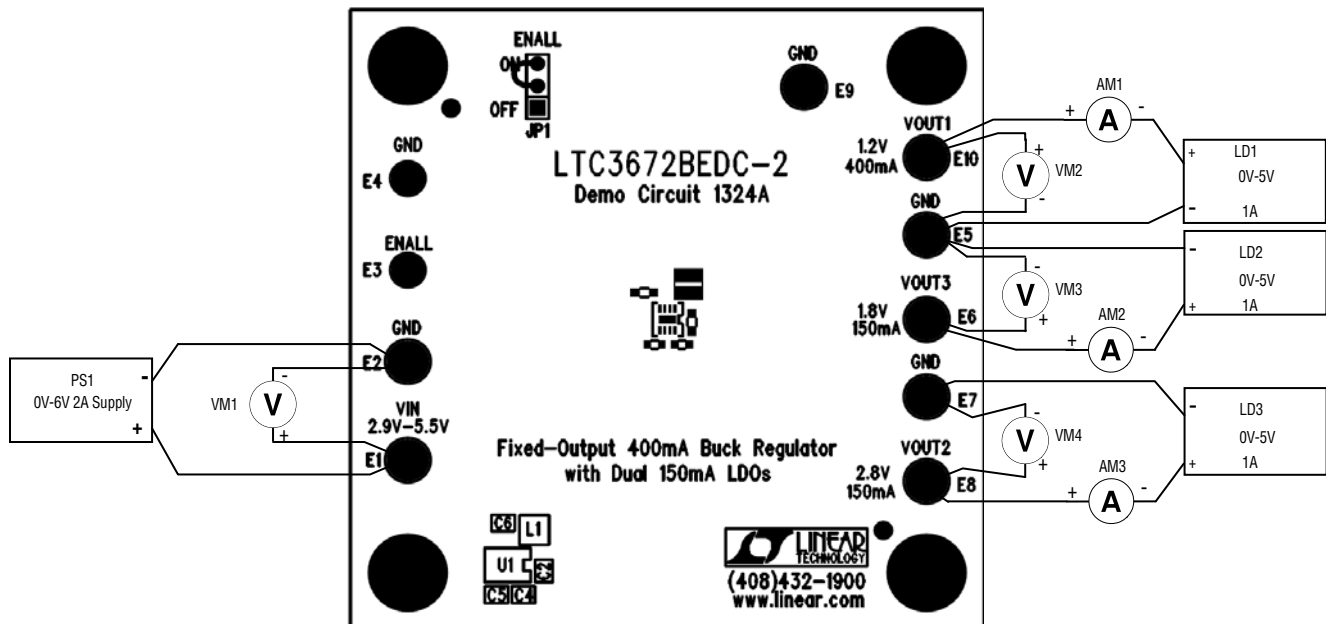 ENALL
ON
OFF
JP1
GND
E9
GND
E4
LTC3672BEDC-2
Demo Circuit 1324A
ENALL
E3
GND
E2
VIN
2.9V-5.5V
E1
PS1
0V-6V 2A Supply
-
+
VM1
-
V
+
VOUT1
1.2V
400mA
E10
GND
E5
VOUT3
1.8V
150mA
E6
GND
E7
VOUT2
2.8V
150mA
E8
AM1
+ A -
+
V
-
VM2
+
-
LD1
0V-5V
1A
-
V
+
VM3
-
+
LD2
0V-5V
1A
AM2
+ A -
-
V
+
VM4
-
+
LD3
0V-5V
1A
AM3
+ A -
Fixed-Output 400mA Buck Regulator
with Dual 150mA LDOs
C6
L1
U1
C2
C5
C4
LINEAR
TECHNOLOGY
(408)432-1900
www.linear.com